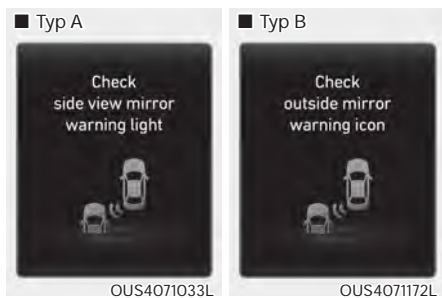 ■ Typ A
Check
side view mirror
warning light
OUS4071033L
■ Typ B
Check
outside mirror
warning icon
OUS4071172L